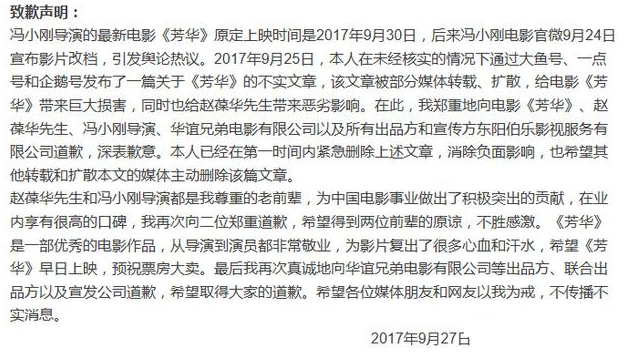 致歉声明：
冯小刚导演的最新电影《芳华》原定上映时间是2017年9月30日，后来冯小刚电影官微9月24日
宣布影片改档，引发舆论热议。2017年9月25日，本人在未经核实的情况下通过大鱼号、一点
号和企鹅号发布了一篇关于《芳华》的不实文章，该文章被部分媒体转载、扩散，给电影《芳
华》带来巨大损害，同时也给赵葆华先生带来恶劣影响。在此，我郑重地向电影《芳华》、赵
葆华先生、冯小刚导演、华谊兄弟电影有限公司以及所有出品方和宣传方东阳伯乐影视服务有
限公司道歉，深表歉意。本人已经在第一时间内紧急删除上述文章，消除负面影响，也希望其
他转载和扩散本文的媒体主动删除该篇文章。
赵葆华先生和冯小刚导演都是我尊重的老前辈，为中国电影事业做出了积极突出的贡献，在业
内享有很高的口碑，我再次向二位郑重道歉，希望得到两位前辈的原谅，不胜感激。《芳华》
是一部优秀的电影作品，从导演到演员都非常敬业，为影片复出了很多心血和汗水，希望《芳
华》早日上映，预祝票房大卖。最后我再次真诚地向华谊兄弟电影有限公司等出品方、联合出
品方以及宣发公司道歉，希望取得大家的道歉。希望各位媒体朋友和网友以我为戒，不传播不
实消息。
2017年9月27日